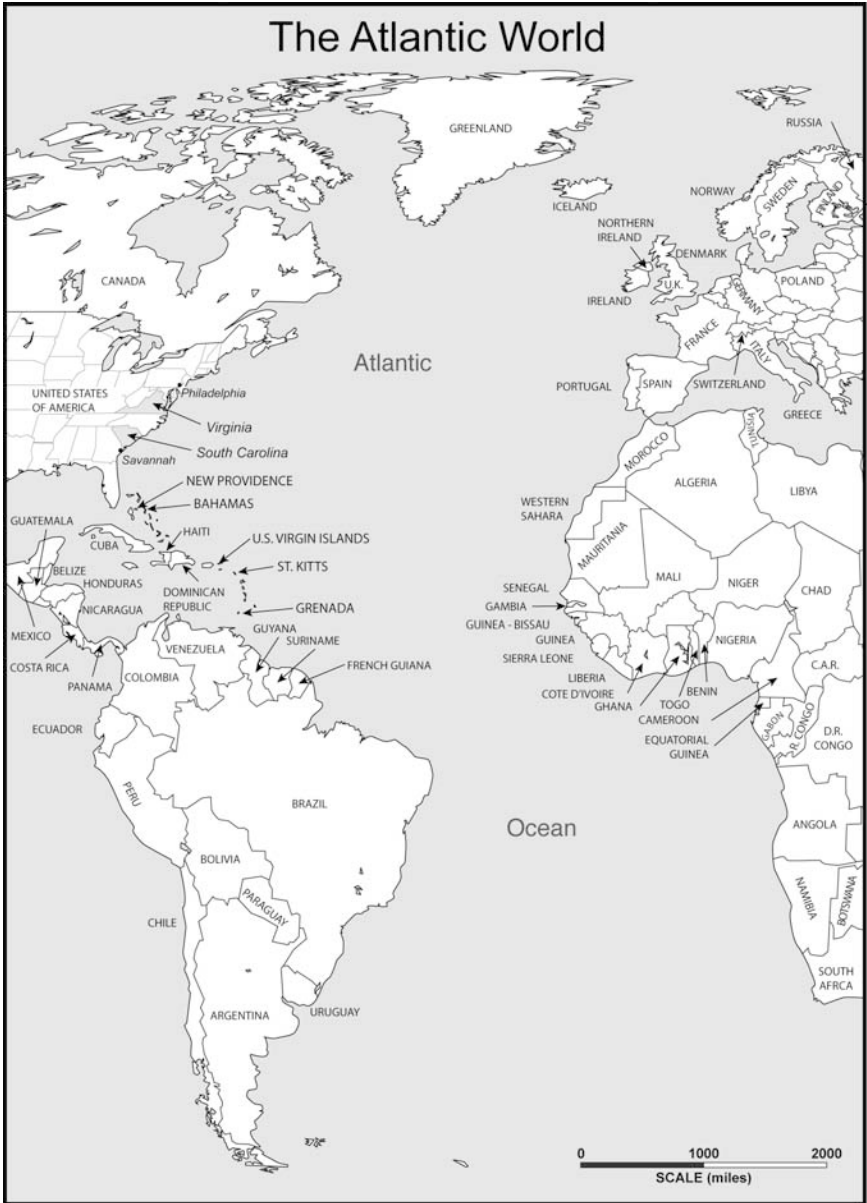 The Atlantic World
GREENLAND
RUSSIA
ICELAND
NORWAY
SWEDEN
FINLAND
NORTHERN
IRELAND
DENMARK
CANADA
U.K.
IRELAND
POLAND
GERMANY
FRANCE
ITALY
Atlantic
UNITED STATES
OF AMERICA
Philadelphia
PORTUGAL
SPAIN
SWITZERLAND
GREECE
Virginia
South Carolina
Savannah
TUNISIA
MOROCCO
ALGERIA
LIBYA
NEW PROVIDENCE
BAHAMAS
WESTERN
SAHARA
GUATEMALA
HAITI
CUBA
U.S. VIRGIN ISLANDS
MAURITANIA
BELIZE
ST. KITTS
MALI
NIGER
CHAD
HONDURAS
DOMINICAN
REPUBLIC
SENEGAL
NICARAGUA
GRENADA
GAMBIA
GUINEA - BISSAU
MEXICO
GUYANA
GUINEA
NIGERIA
COSTA RICA
VENEZUELA
SURINAME
SIERRA LEONE
C.A.R.
PANAMA
COLOMBIA
FRENCH GUIANA
LIBERIA
COTE D'IVOIRE
GHANA
BENIN
TOGO
CAMEROON
ECUADOR
EQUATORIAL
GUINEA
GABON
R. CONGO
D.R.
CONGO
PERU
BRAZIL
Ocean
ANGOLA
BOLIVIA
PARAGUAY
NAMIBIA
BOTSWANA
CHILE
SOUTH
AFRCA
ARGENTINA
URUGUAY
0 1000 2000
SCALE (miles)